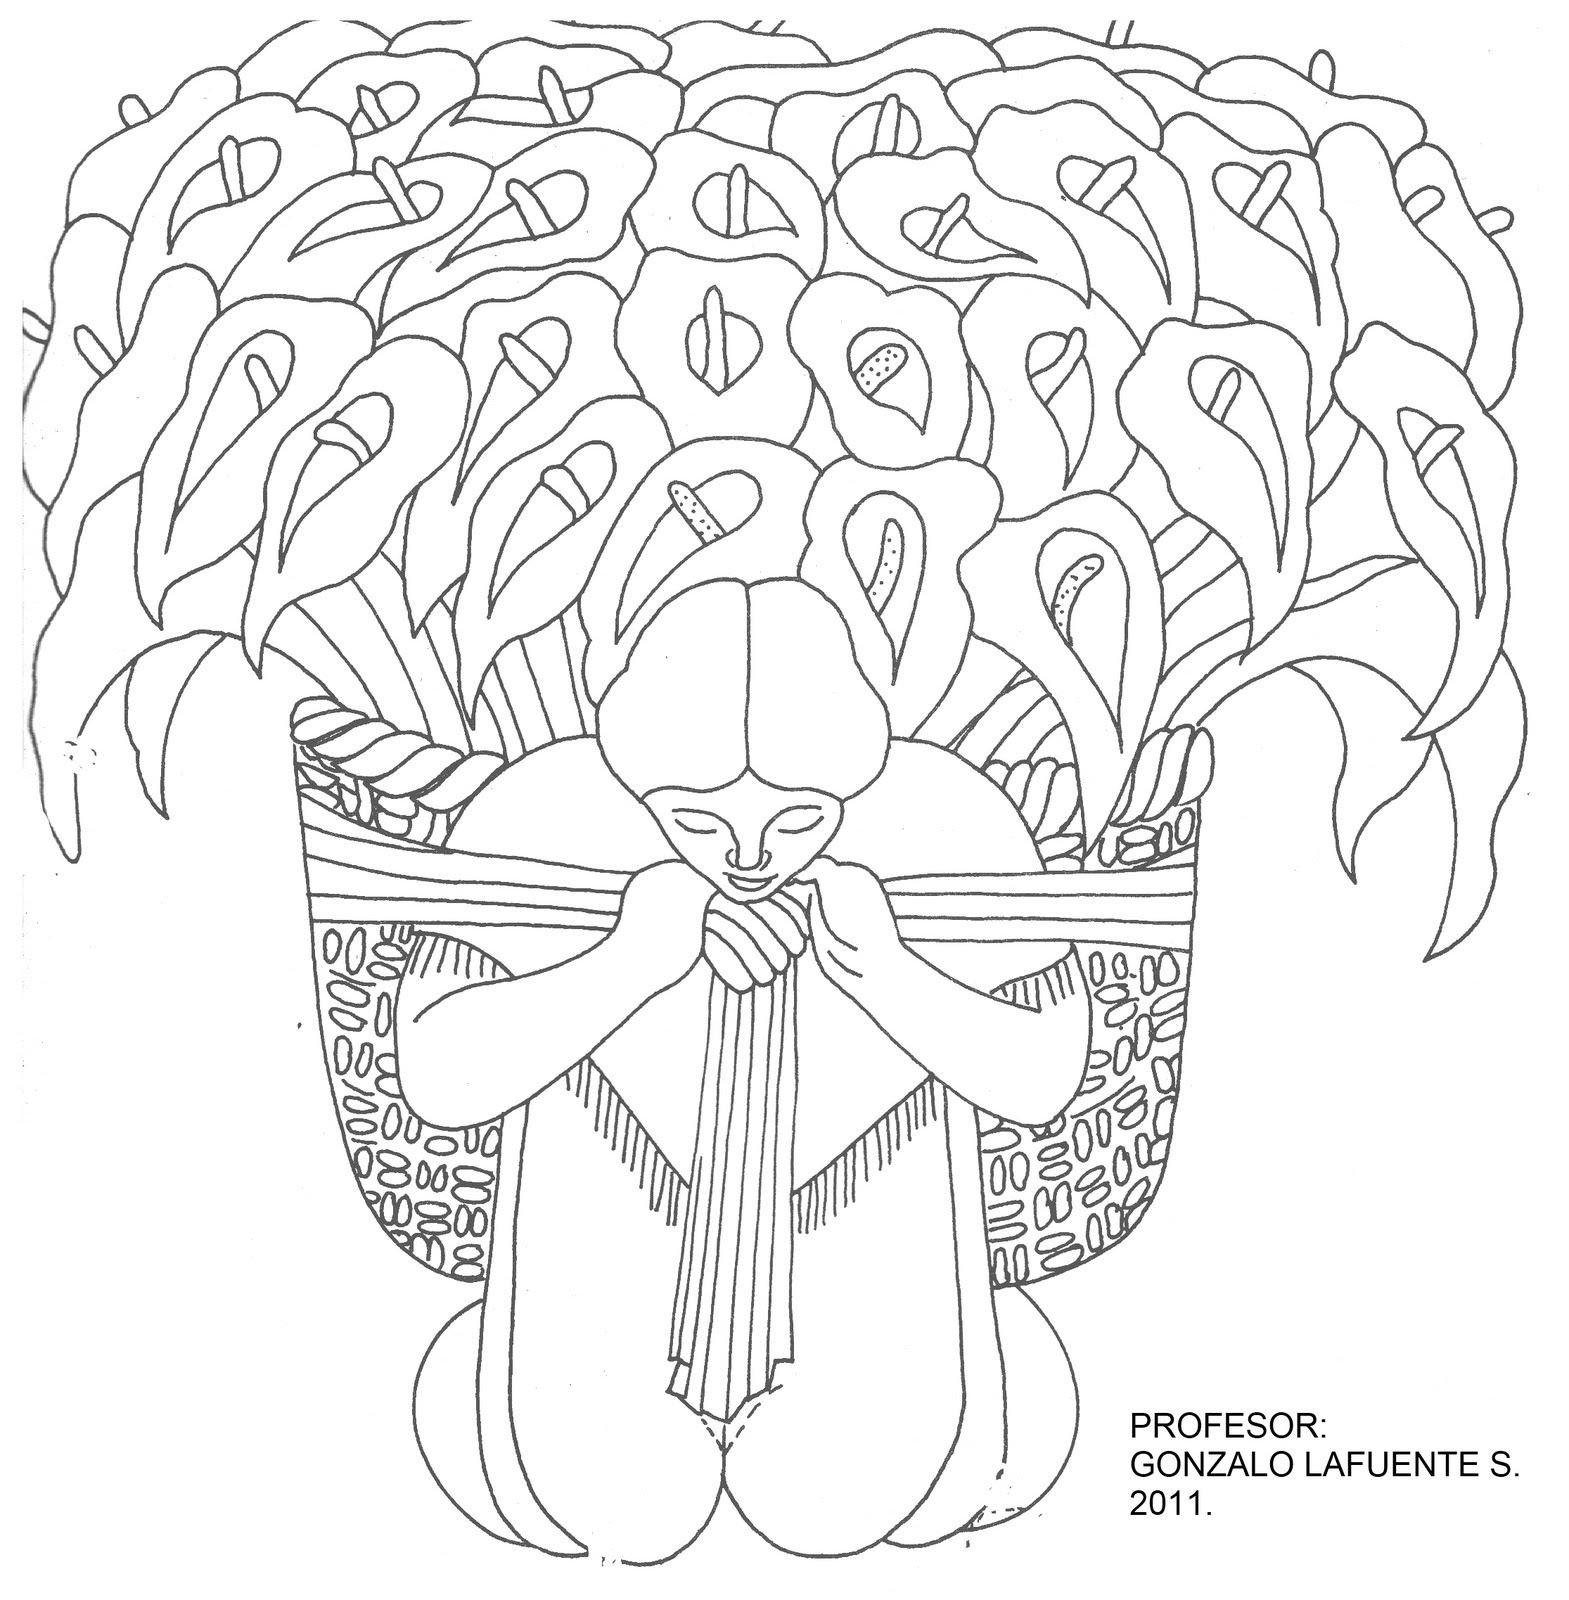 PROFESOR:
GONZALO LAFUENTE S.
2011.